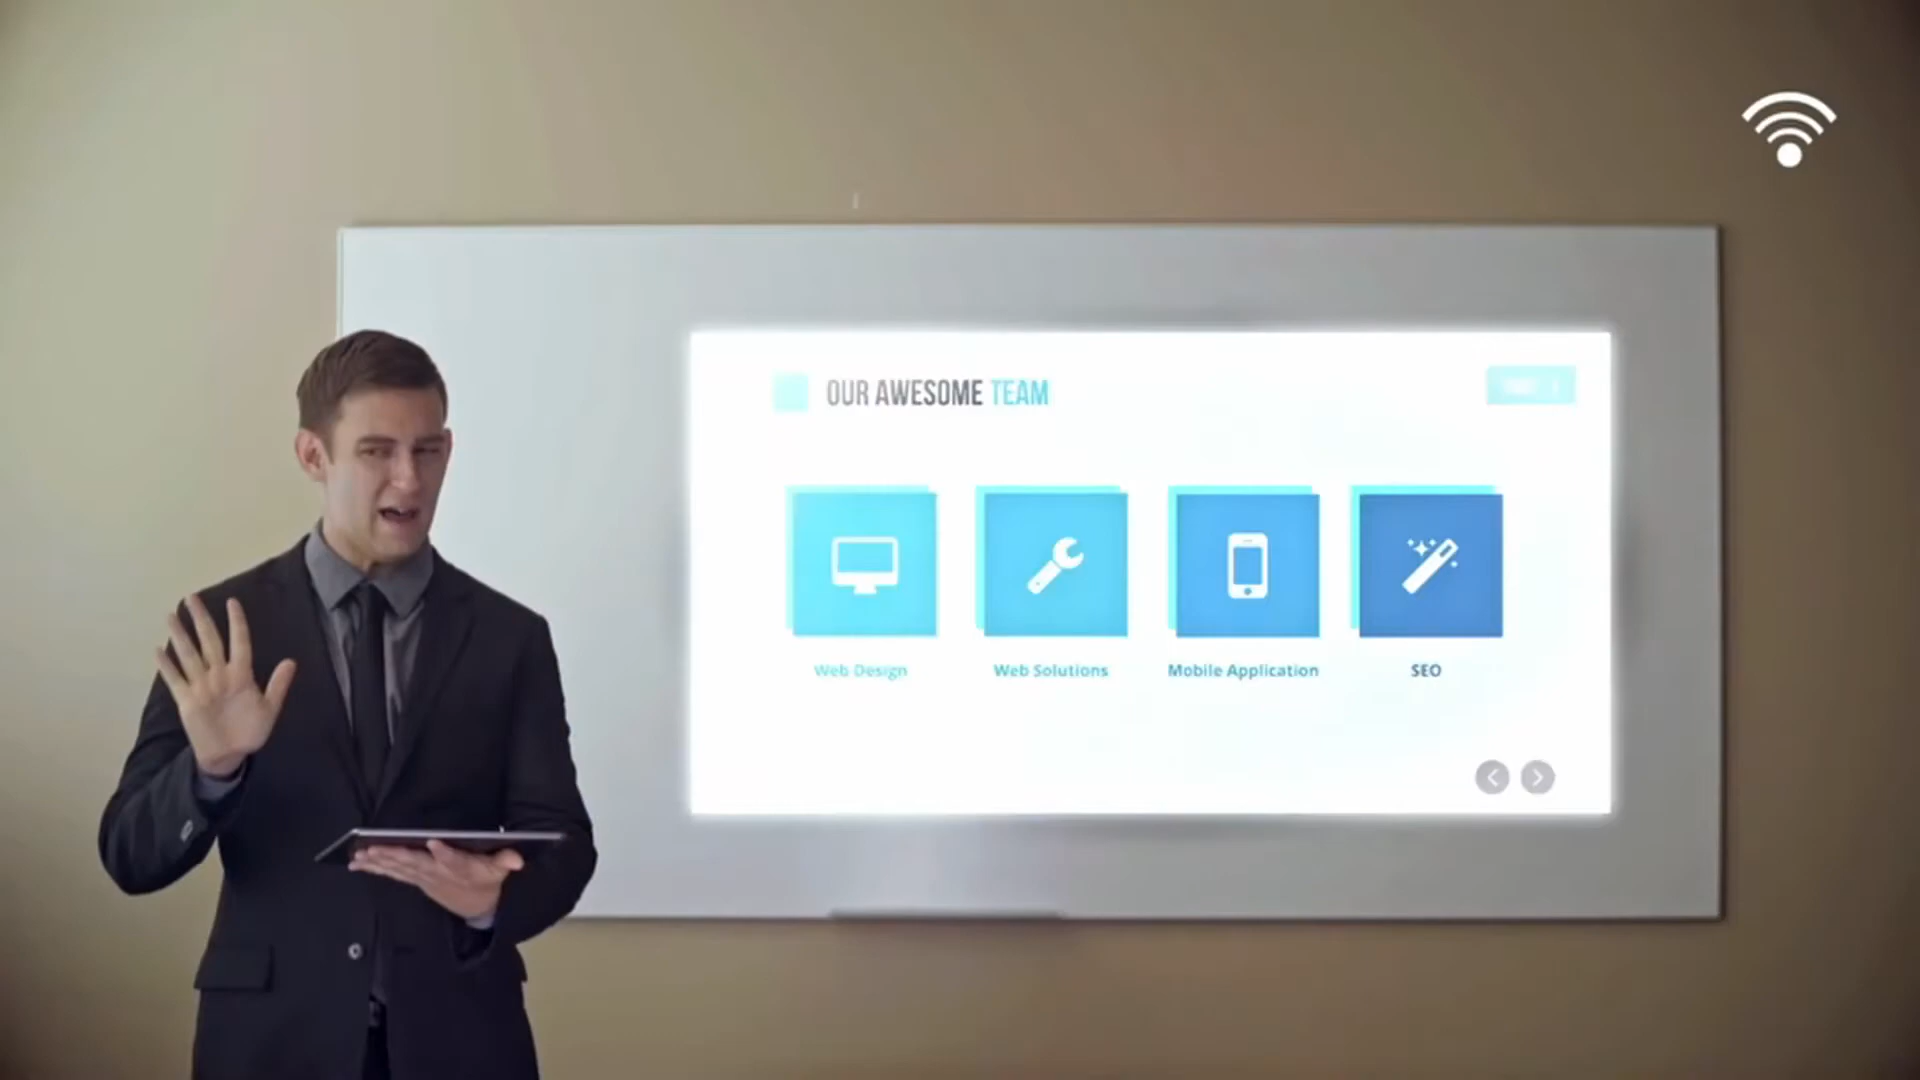 OUR AWESOME TEAM
Web Design
Web Solutions
Mobile Application
SEO